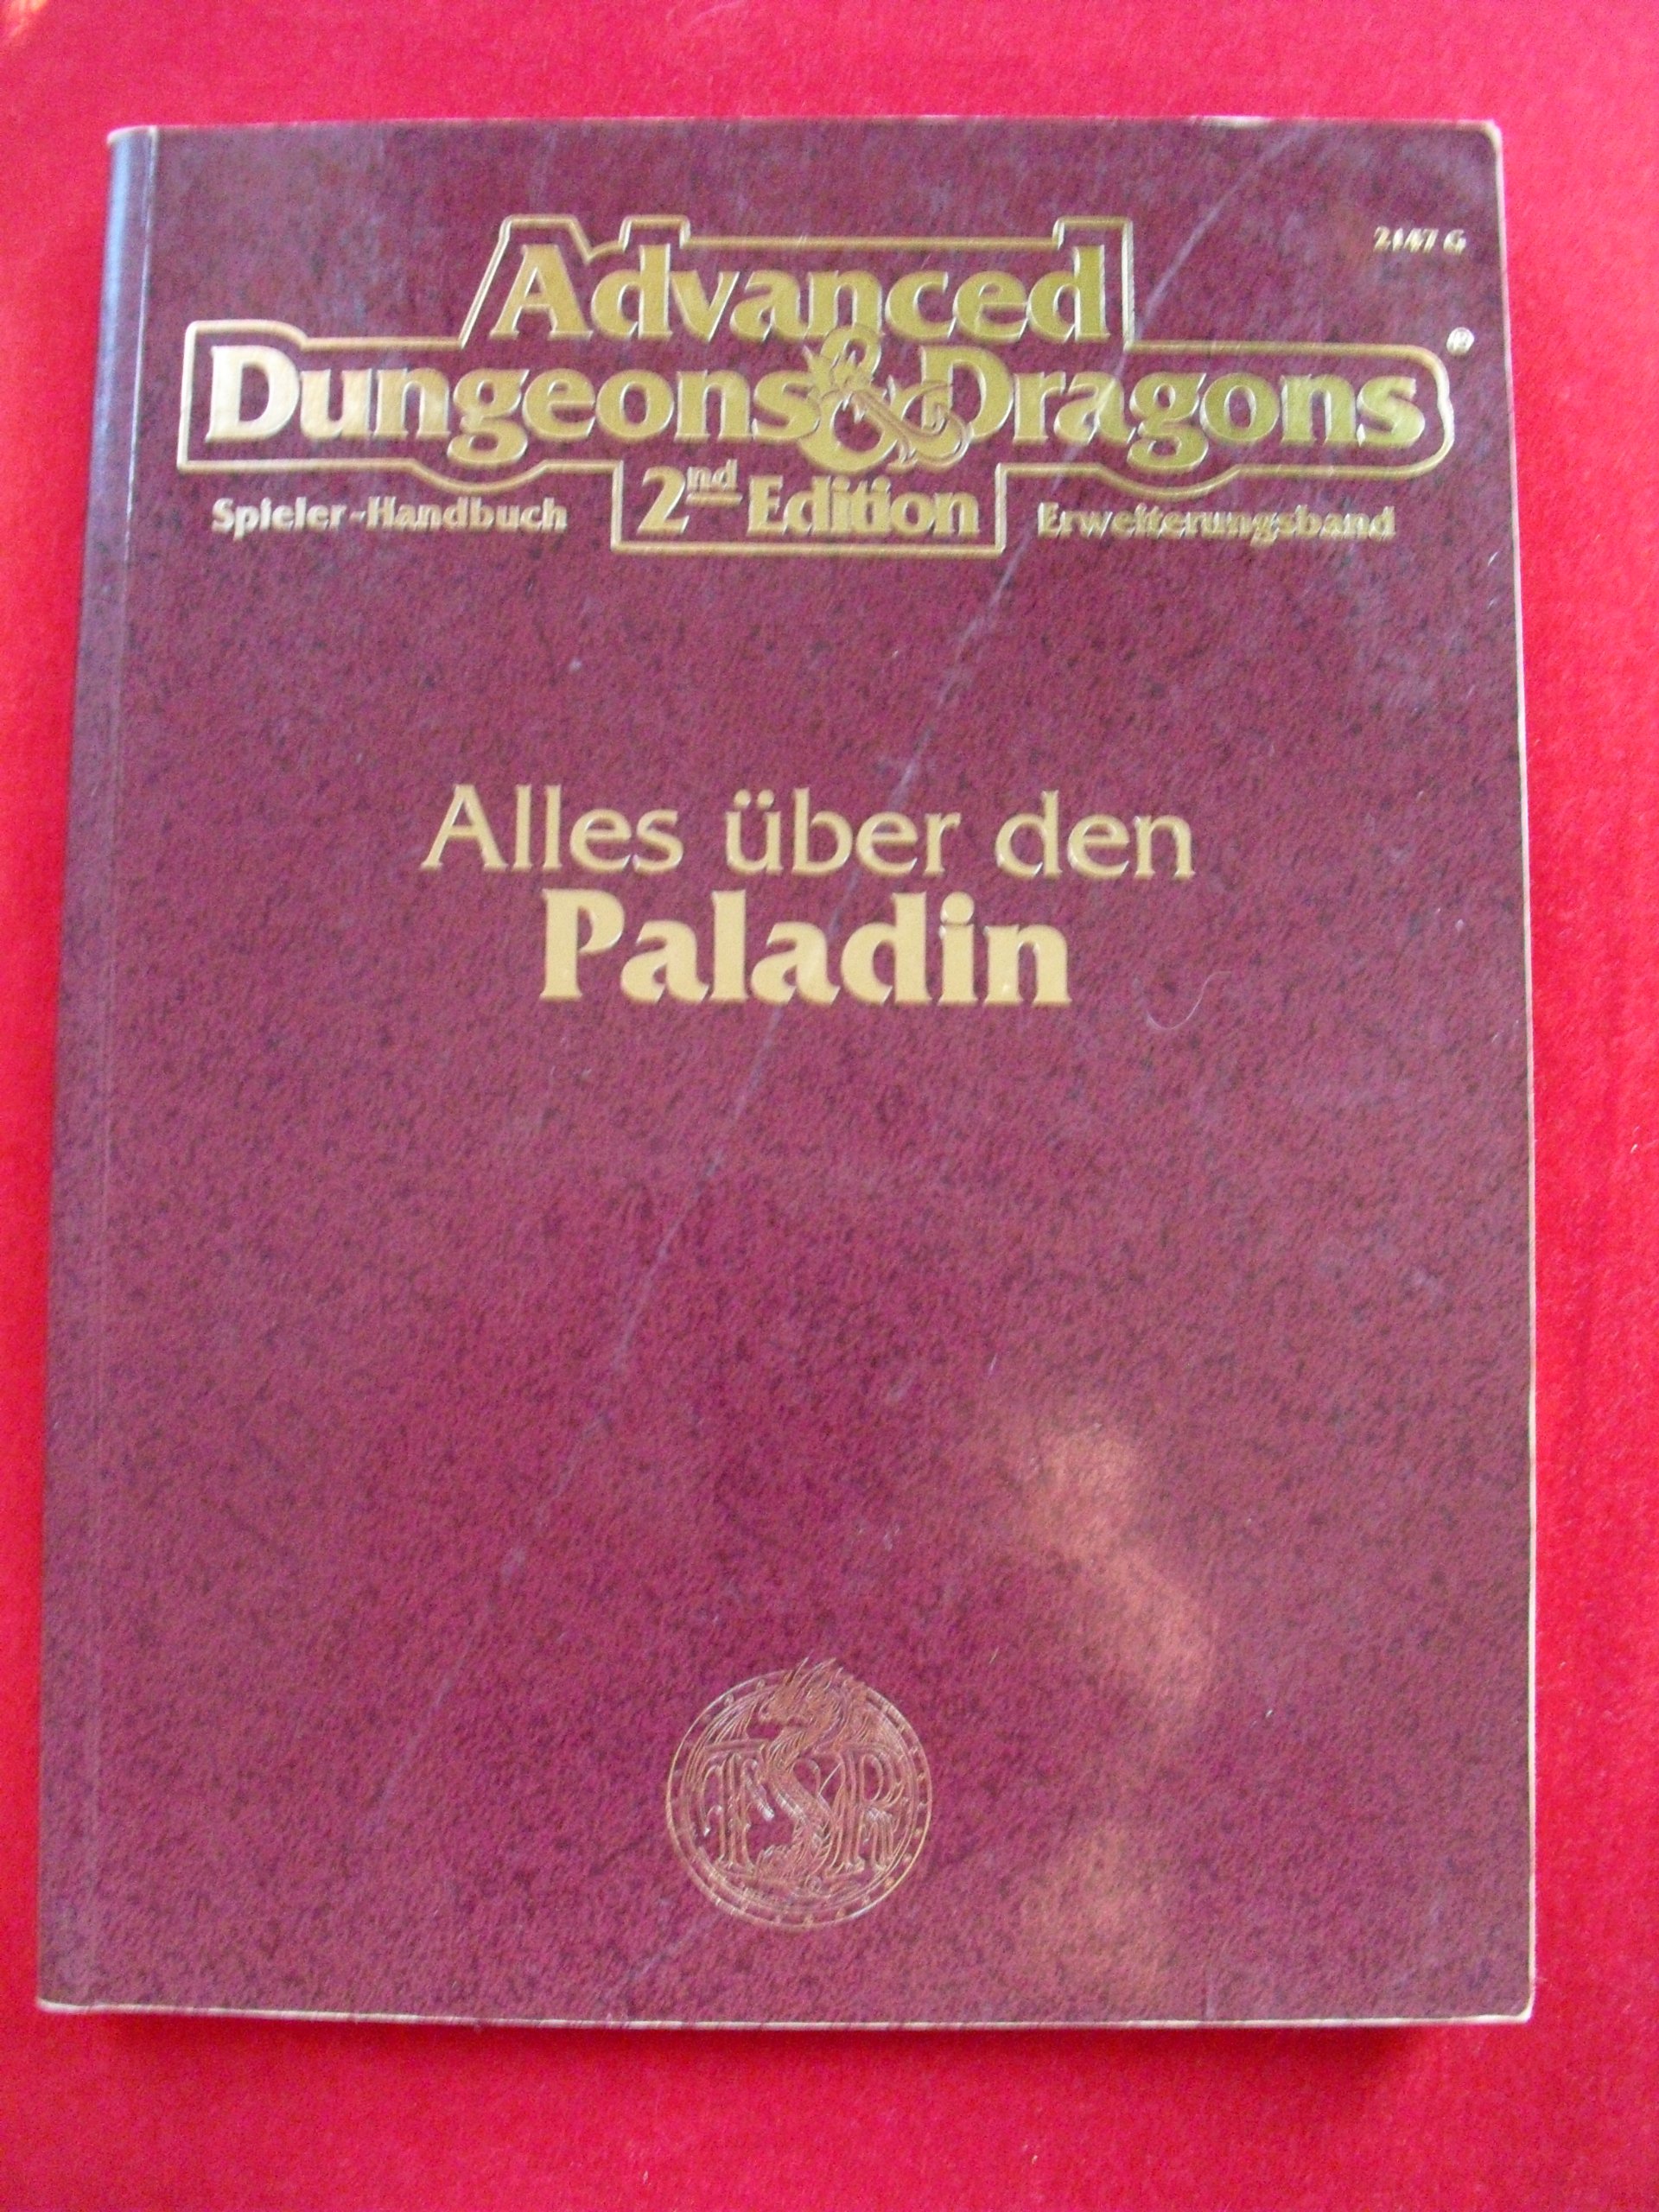 2147 G
Advanced
Dungeons & Dragons®
2nd Edition
Spieler-Handbuch
Erweiterungsband
Alles über den
Paladin
TSR